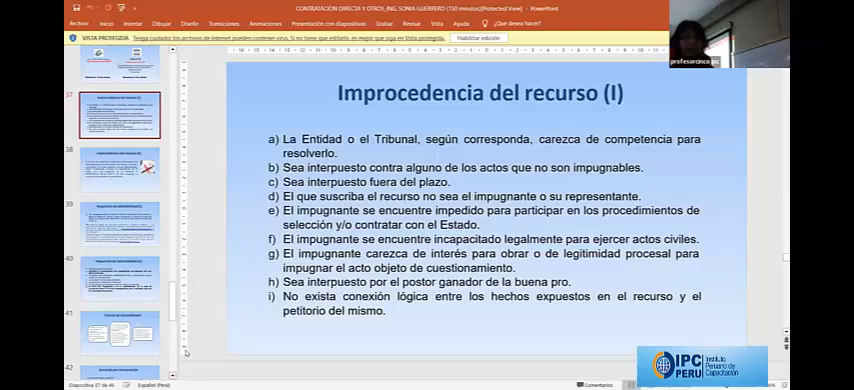 CONTRATACIÓN DIRECTA Y OTROS_ING. SONIA GUERRERO (150 minutos)[Protected View] - PowerPoint
Archivo Inicio Insertar Dibujar Diseño Transiciones Animaciones Presentación con diapositivas Grabar Revisar Vista Ayuda ¿Qué desea hacer?
VISTA PROTEGIDA Tenga cuidado: los archivos de Internet pueden contener virus. Si no tiene que editarlo, es mejor que siga en Vista protegida. Habilitar edición
profesorcinco ipc
37
38
39
40
41
42
Improcedencia del recurso (I)
a) La Entidad o el Tribunal, según corresponda, carezca de competencia para
resolverlo.
b) Sea interpuesto contra alguno de los actos que no son impugnables.
c) Sea interpuesto fuera del plazo.
d) El que suscriba el recurso no sea el impugnante o su representante.
e) El impugnante se encuentre impedido para participar en los procedimientos de
selección y/o contratar con el Estado.
f) El impugnante se encuentre incapacitado legalmente para ejercer actos civiles.
g) El impugnante carezca de interés para obrar o de legitimidad procesal para
impugnar el acto objeto de cuestionamiento.
h) Sea interpuesto por el postor ganador de la buena pro.
i) No exista conexión lógica entre los hechos expuestos en el recurso y el
petitorio del mismo.
IPC
PERU
Instituto
Peruano de
Capacitación
Diapositiva 37 de 49 Español (Perú) Comentarios